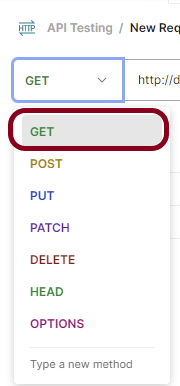 HTTP API Testing / New Req
GET http://d
GET
POST
PUT
PATCH
DELETE
HEAD
OPTIONS
Type a new method